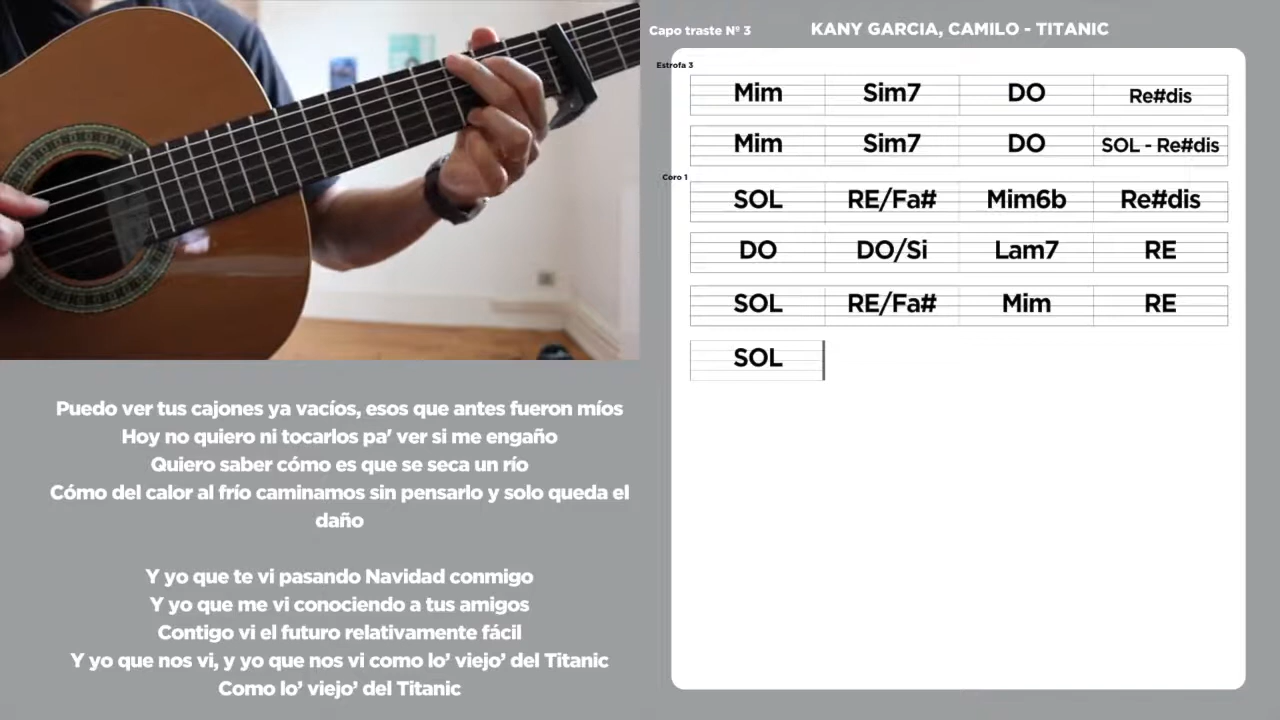 Capo traste Nº 3
KANY GARCIA, CAMILO - TITANIC
Estrofa 3
Mim Sim7 DO Re#dis
Mim Sim7 DO SOL - Re#dis
Coro 1
SOL RE/Fa# Mim6b Re#dis
DO DO/Si Lam7 RE
SOL RE/Fa# Mim RE
SOL
Puedo ver tus cajones ya vacíos, esos que antes fueron míos
Hoy no quiero ni tocarlos pa' ver si me engaño
Quiero saber cómo es que se seca un río
Cómo del calor al frío caminamos sin pensarlo y solo queda el
daño
Y yo que te vi pasando Navidad conmigo
Y yo que me vi conociendo a tus amigos
Contigo vi el futuro relativamente fácil
Y yo que nos vi, y yo que nos vi como lo’ viejo’ del Titanic
Como lo’ viejo’ del Titanic